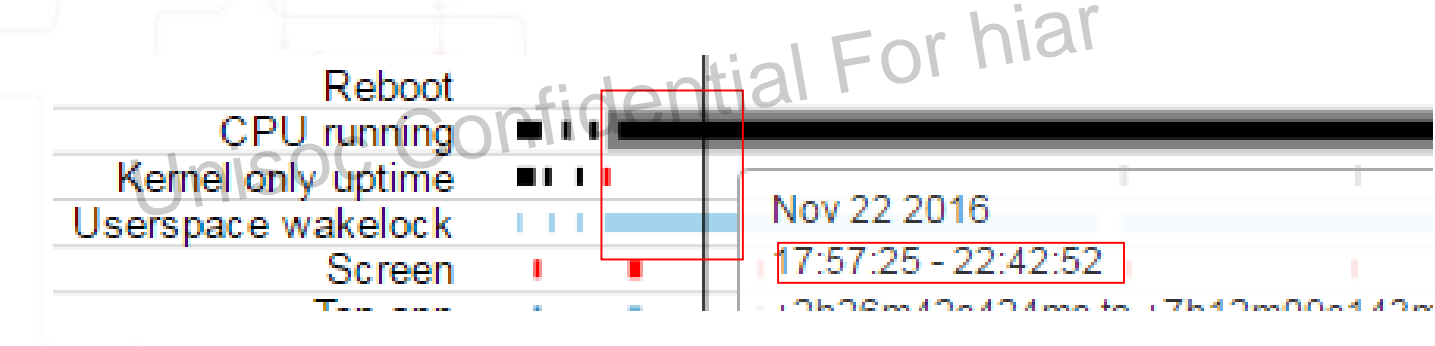 Unisoc Confidential For hiar
Reboot
CPU running
Kernel only uptime
Userspace wakelock
Screen
Nov 22 2016
17:57:25 - 22:42:52